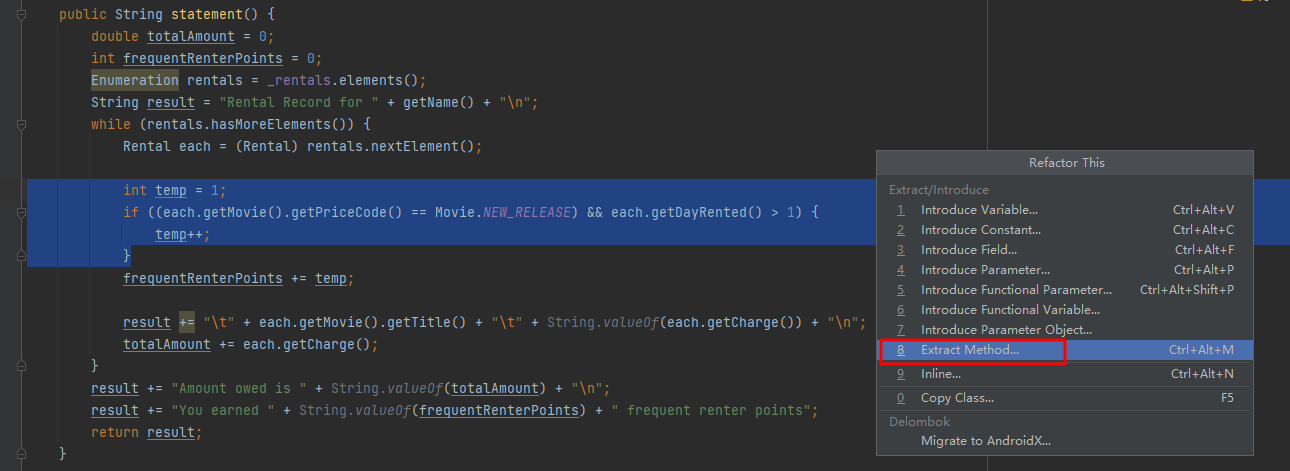 public String statement() {
double totalAmount = 0;
int frequentRenterPoints = 0;
Enumeration rentals = _rentals.elements();
String result = "Rental Record for " + getName() + "\n";
while (rentals.hasMoreElements()) {
Rental each = (Rental) rentals.nextElement();
int temp = 1;
if ((each.getMovie().getPriceCode() == Movie.NEW_RELEASE) && each.getDayRented() > 1) {
temp++;
}
frequentRenterPoints += temp;
result += "\t" + each.getMovie().getTitle() + "\t" + String.valueOf(each.getCharge()) + "\n";
totalAmount += each.getCharge();
}
result += "Amount owed is " + String.valueOf(totalAmount) + "\n";
result += "You earned " + String.valueOf(frequentRenterPoints) + " frequent renter points";
return result;
}
Refactor This
Extract/Introduce
1 Introduce Variable... Ctrl+Alt+V
2 Introduce Constant... Ctrl+Alt+C
3 Introduce Field... Ctrl+Alt+F
4 Introduce Parameter... Ctrl+Alt+P
5 Introduce Functional Parameter... Ctrl+Alt+Shift+P
6 Introduce Functional Variable...
7 Introduce Parameter Object...
8 Extract Method... Ctrl+Alt+M
9 Inline... Ctrl+Alt+N
0 Copy Class... F5
Delombok
Migrate to AndroidX...